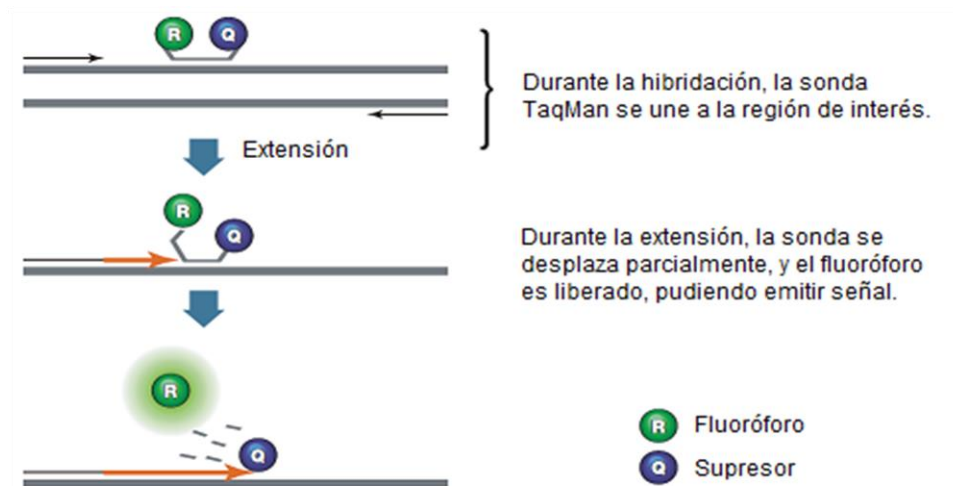 R Q
Durante la hibridación, la sonda
TaqMan se une a la región de interés.
Extensión
R
Q
Durante la extensión, la sonda se
desplaza parcialmente, y el fluoróforo
es liberado, pudiendo emitir señal.
R
Q
R Fluoróforo
Q Supresor